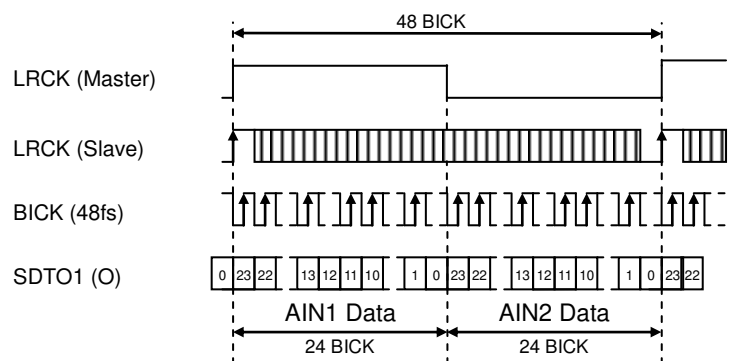 48 BICK
LRCK (Master)
LRCK (Slave)
BICK (48fs)
SDTO1 (O)
0 23 22 13 12 11 10 1 0 23 22 13 12 11 10 1 0 23 22
AIN1 Data AIN2 Data
24 BICK 24 BICK